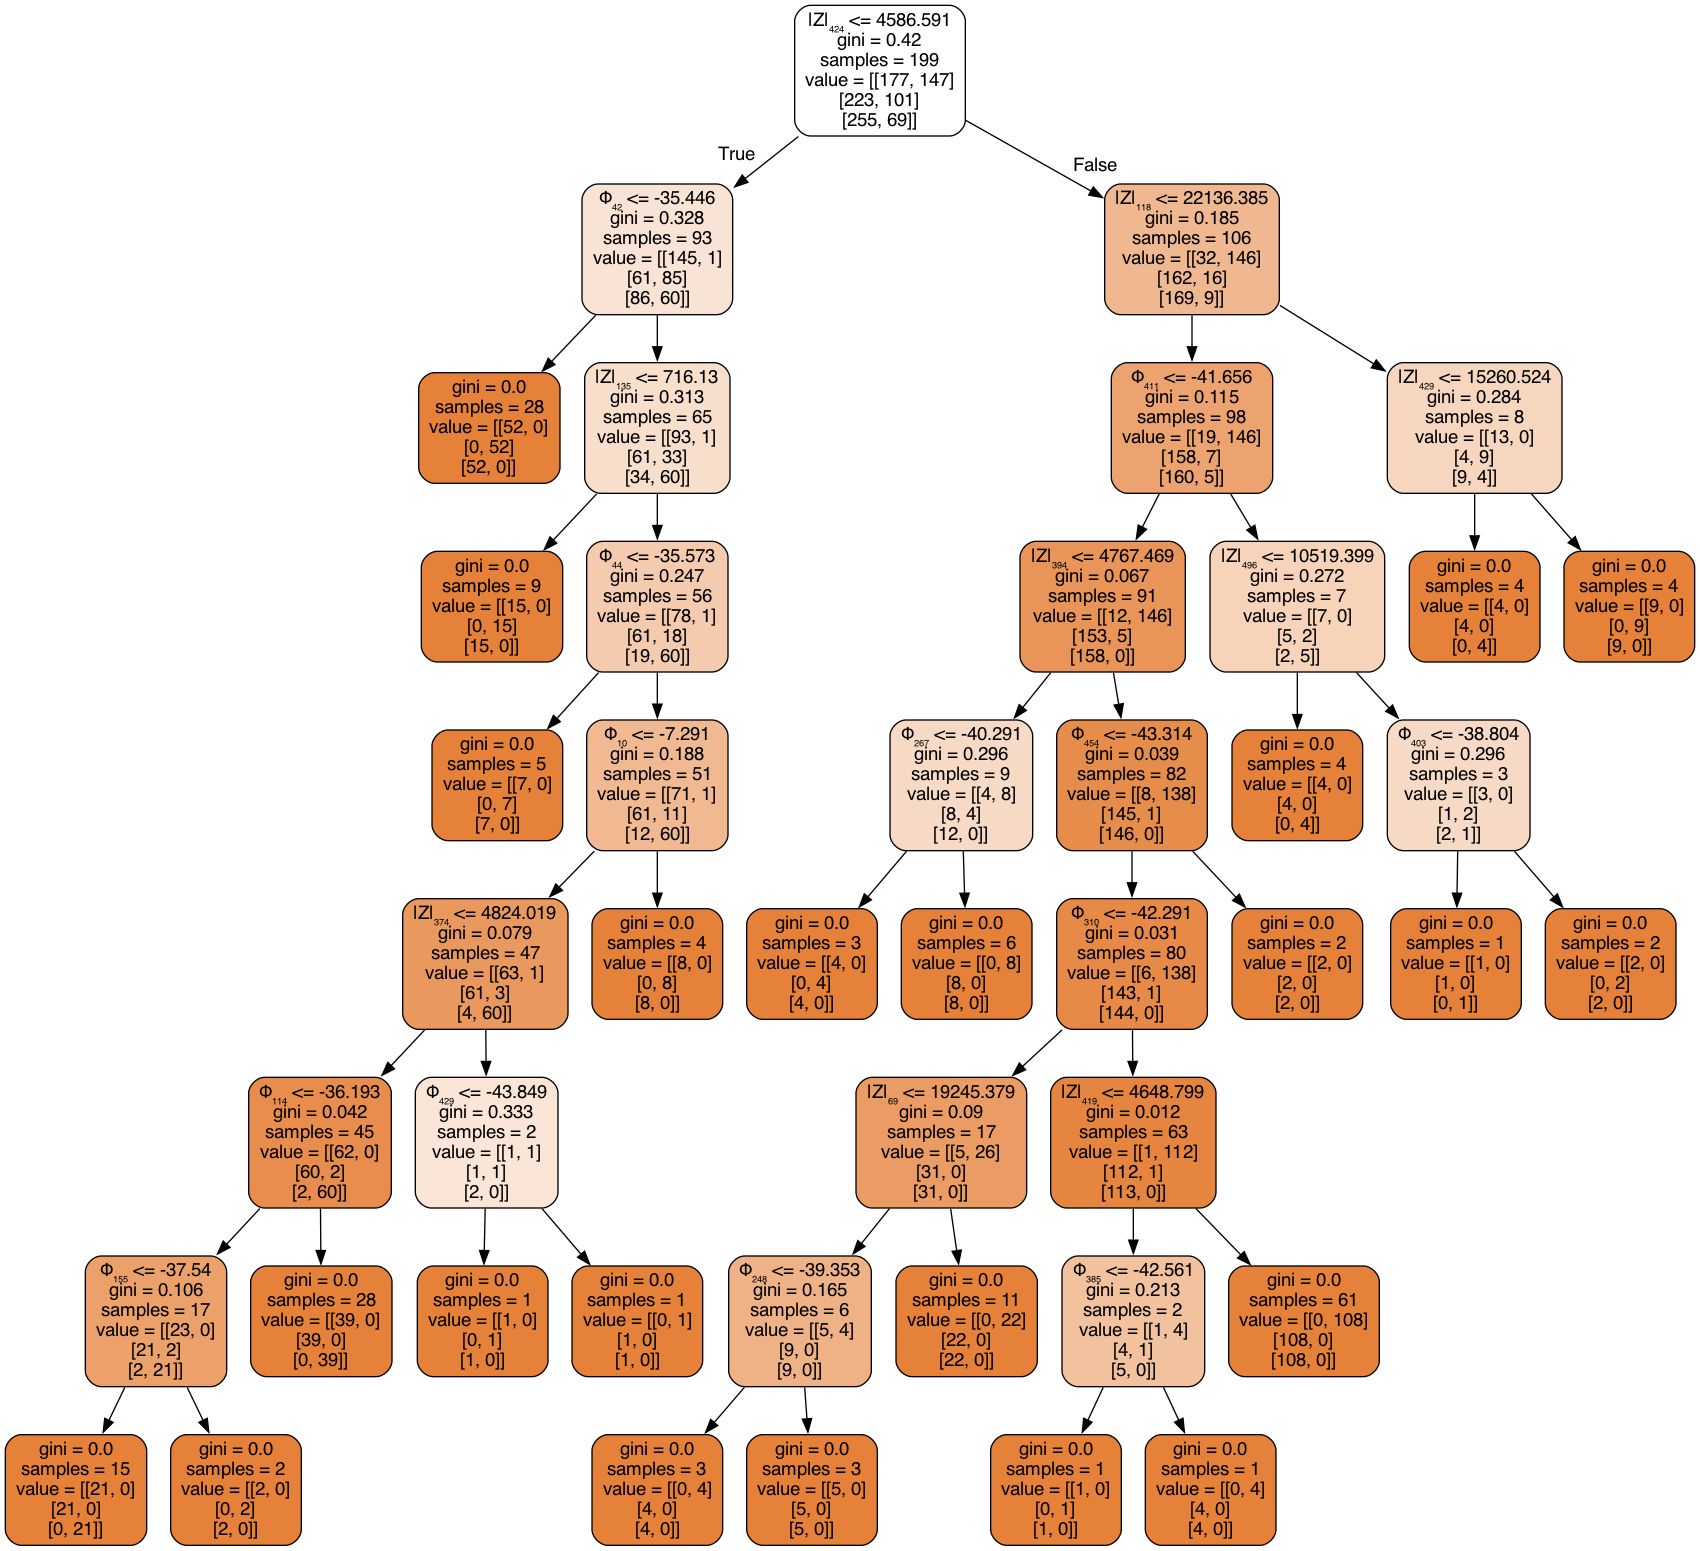 |Z|₄₂₄ <= 4586.591
gini = 0.42
samples = 199
value = [[177, 147]
[223, 101]
[255, 69]]
True
False
Φ₄₂ <= -35.446
gini = 0.328
samples = 93
value = [[145, 1]
[61, 85]
[86, 60]]
|Z|₁₁₈ <= 22136.385
gini = 0.185
samples = 106
value = [[32, 146]
[162, 16]
[169, 9]]
gini = 0.0
samples = 28
value = [[52, 0]
[0, 52]
[52, 0]]
|Z|₁₃₅ <= 716.13
gini = 0.313
samples = 65
value = [[93, 1]
[61, 33]
[34, 60]]
Φ₄₁₁ <= -41.656
gini = 0.115
samples = 98
value = [[19, 146]
[158, 7]
[160, 5]]
|Z|₄₂₉ <= 15260.524
gini = 0.284
samples = 8
value = [[13, 0]
[4, 9]
[9, 4]]
gini = 0.0
samples = 9
value = [[15, 0]
[0, 15]
[15, 0]]
Φ₄₄ <= -35.573
gini = 0.247
samples = 56
value = [[78, 1]
[61, 18]
[19, 60]]
|Z|₃₉₄ <= 4767.469
gini = 0.067
samples = 91
value = [[12, 146]
[153, 5]
[158, 0]]
|Z|₄₉₆ <= 10519.399
gini = 0.272
samples = 7
value = [[7, 0]
[5, 2]
[2, 5]]
gini = 0.0
samples = 4
value = [[4, 0]
[4, 0]
[0, 4]]
gini = 0.0
samples = 4
value = [[9, 0]
[0, 9]
[9, 0]]
gini = 0.0
samples = 5
value = [[7, 0]
[0, 7]
[7, 0]]
Φ₁₀ <= -7.291
gini = 0.188
samples = 51
value = [[71, 1]
[61, 11]
[12, 60]]
Φ₂₆₇ <= -40.291
gini = 0.296
samples = 9
value = [[4, 8]
[8, 4]
[12, 0]]
Φ₄₅₄ <= -43.314
gini = 0.039
samples = 82
value = [[8, 138]
[145, 1]
[146, 0]]
gini = 0.0
samples = 4
value = [[4, 0]
[4, 0]
[0, 4]]
Φ₄₀₃ <= -38.804
gini = 0.296
samples = 3
value = [[3, 0]
[1, 2]
[2, 1]]
|Z|₃₇₄ <= 4824.019
gini = 0.079
samples = 47
value = [[63, 1]
[61, 3]
[4, 60]]
gini = 0.0
samples = 4
value = [[8, 0]
[0, 8]
[8, 0]]
gini = 0.0
samples = 3
value = [[4, 0]
[0, 4]
[4, 0]]
gini = 0.0
samples = 6
value = [[0, 8]
[8, 0]
[8, 0]]
Φ₃₁₀ <= -42.291
gini = 0.031
samples = 80
value = [[6, 138]
[143, 1]
[144, 0]]
gini = 0.0
samples = 2
value = [[2, 0]
[2, 0]
[2, 0]]
gini = 0.0
samples = 1
value = [[1, 0]
[1, 0]
[0, 1]]
gini = 0.0
samples = 2
value = [[2, 0]
[0, 2]
[2, 0]]
Φ₁₁₄ <= -36.193
gini = 0.042
samples = 45
value = [[62, 0]
[60, 2]
[2, 60]]
Φ₄₂₉ <= -43.849
gini = 0.333
samples = 2
value = [[1, 1]
[1, 1]
[2, 0]]
|Z|₆₉ <= 19245.379
gini = 0.09
samples = 17
value = [[5, 26]
[31, 0]
[31, 0]]
|Z|₄₁₉ <= 4648.799
gini = 0.012
samples = 63
value = [[1, 112]
[112, 1]
[113, 0]]
Φ₁₅₅ <= -37.54
gini = 0.106
samples = 17
value = [[23, 0]
[21, 2]
[2, 21]]
gini = 0.0
samples = 28
value = [[39, 0]
[39, 0]
[0, 39]]
gini = 0.0
samples = 1
value = [[1, 0]
[0, 1]
[1, 0]]
gini = 0.0
samples = 1
value = [[0, 1]
[1, 0]
[1, 0]]
Φ₂₄₈ <= -39.353
gini = 0.165
samples = 6
value = [[5, 4]
[9, 0]
[9, 0]]
gini = 0.0
samples = 11
value = [[0, 22]
[22, 0]
[22, 0]]
Φ₃₈₅ <= -42.561
gini = 0.213
samples = 2
value = [[1, 4]
[4, 1]
[5, 0]]
gini = 0.0
samples = 61
value = [[0, 108]
[108, 0]
[108, 0]]
gini = 0.0
samples = 15
value = [[21, 0]
[21, 0]
[0, 21]]
gini = 0.0
samples = 2
value = [[2, 0]
[0, 2]
[2, 0]]
gini = 0.0
samples = 3
value = [[0, 4]
[4, 0]
[4, 0]]
gini = 0.0
samples = 3
value = [[5, 0]
[5, 0]
[5, 0]]
gini = 0.0
samples = 1
value = [[1, 0]
[0, 1]
[1, 0]]
gini = 0.0
samples = 1
value = [[0, 4]
[4, 0]
[4, 0]]